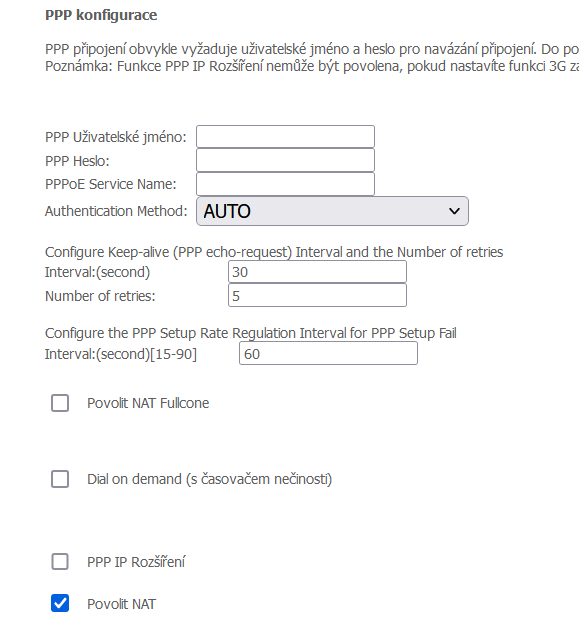 PPP konfigurace
PPP připojení obvykle vyžaduje uživatelské jméno a heslo pro navázání připojení. Do po
Poznámka: Funkce PPP IP Rozšíření nemůže být povolena, pokud nastavíte funkci 3G zá
PPP Uživatelské jméno:
PPP Heslo:
PPPoE Service Name:
Authentication Method: AUTO
Configure Keep-alive (PPP echo-request) Interval and the Number of retries
Interval:(second) 30
Number of retries: 5
Configure the PPP Setup Rate Regulation Interval for PPP Setup Fail
Interval:(second)[15-90] 60
Povolit NAT Fullcone
Dial on demand (s časovačem nečinosti)
PPP IP Rozšíření
Povolit NAT